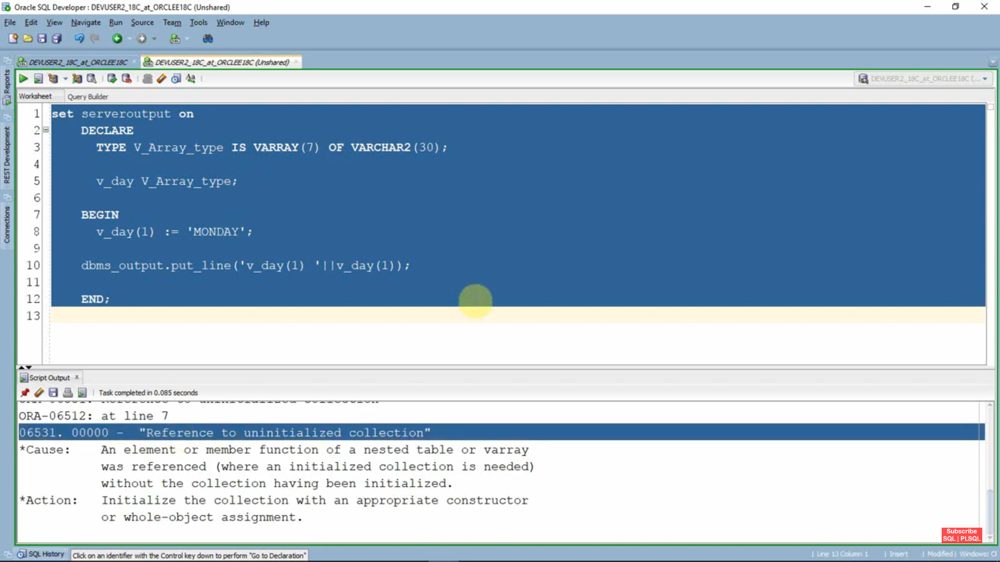 Oracle SQL Developer : DEVUSER2_18C_at_ORCLEE18C (Unshared)
File Edit View Navigate Run Source Team Tools Window Help
DEVUSER2_18C_at_ORCLEE18C
DEVUSER2_18C_at_ORCLEE18C (Unshared)
Reports
REST Development
Connections
DEVUSER2_18C_at_ORCLEE18C (...
Worksheet Query Builder
1 set serveroutput on
2 DECLARE
3 TYPE V_Array_type IS VARRAY(7) OF VARCHAR2(30);
4
5 v_day V_Array_type;
6
7 BEGIN
8 v_day(1) := 'MONDAY';
9
10 dbms_output.put_line('v_day(1) '||v_day(1));
11
12 END;
13
Script Output x
Task completed in 0.085 seconds
ORA-06512: at line 7
06531. 00000 - "Reference to uninitialized collection"
*Cause: An element or member function of a nested table or varray
was referenced (where an initialized collection is needed)
without the collection having been initialized.
*Action: Initialize the collection with an appropriate constructor
or whole-object assignment.
Subscribe
SQL | PLSQL
SQL History
Click on an identifier with the Control key down to perform "Go to Declaration"
| Line 13 Column 1 | Insert | Modified | Windows: